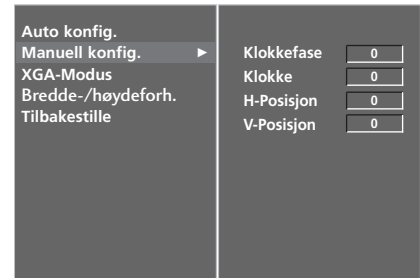 Auto konfig.
Manuell konfig. ►
XGA-Modus
Bredde-/høydeforh.
Tilbakestille
Klokkefase 0
Klokke 0
H-Posisjon 0
V-Posisjon 0